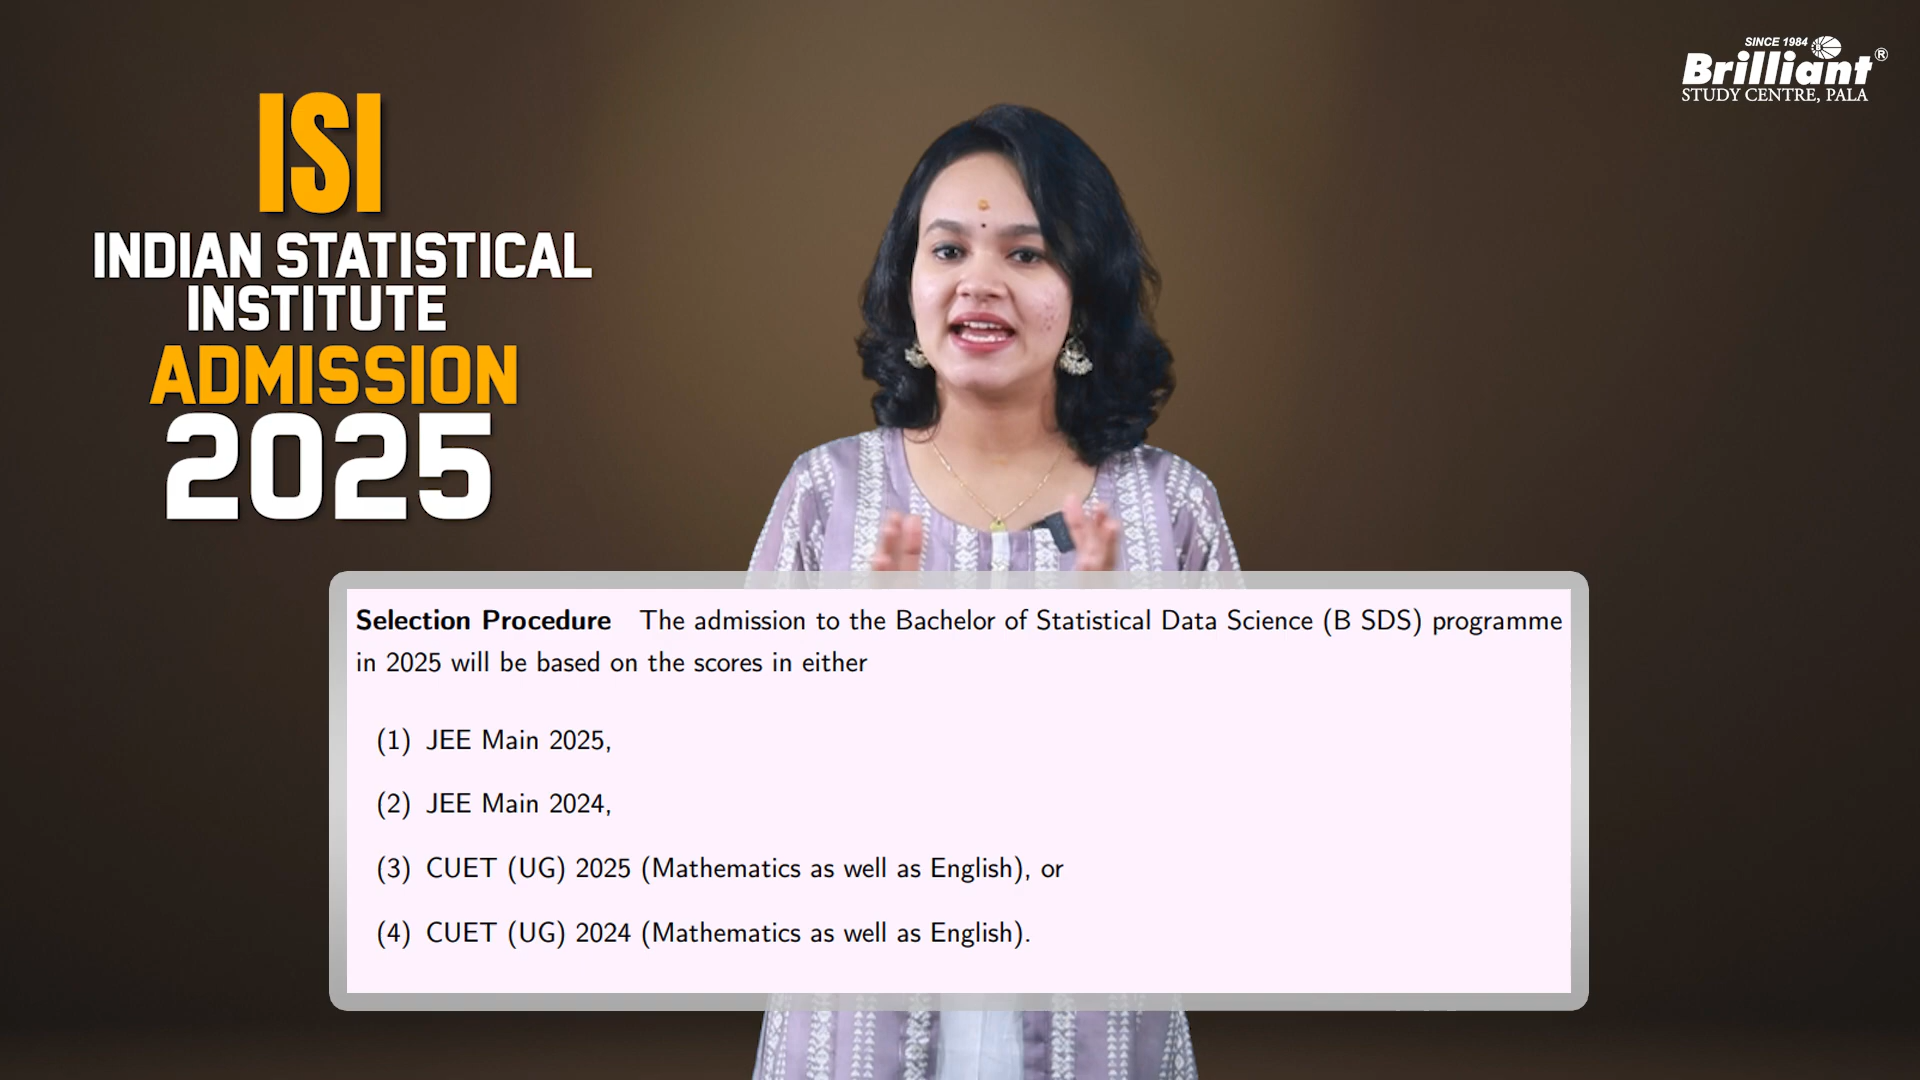 SINCE 1984
Brilliant ®
STUDY CENTRE, PALA
ISI
INDIAN STATISTICAL
INSTITUTE
ADMISSION
2025
Selection Procedure The admission to the Bachelor of Statistical Data Science (B SDS) programme
in 2025 will be based on the scores in either
(1) JEE Main 2025,
(2) JEE Main 2024,
(3) CUET (UG) 2025 (Mathematics as well as English), or
(4) CUET (UG) 2024 (Mathematics as well as English).